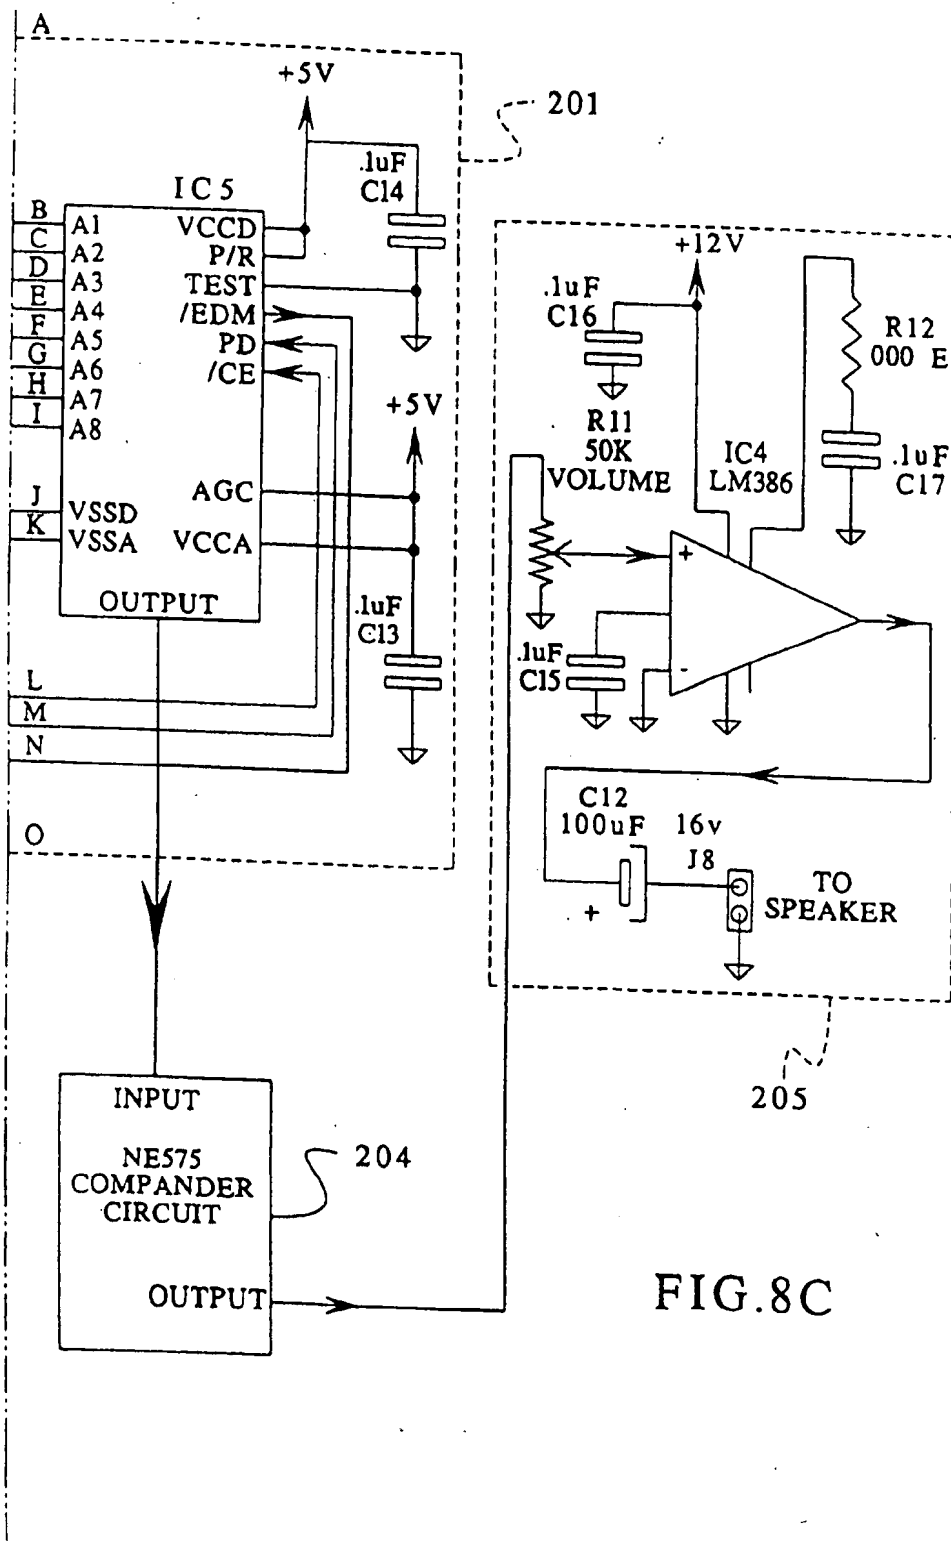 A
+5V
201
.1uF
C14
IC5
B
C
D
E
F
G
H
I
J
K
A1
A2
A3
A4
A5
A6
A7
A8
VSSD
VSSA
VCCD
P/R
TEST
/EDM
PD
/CE
AGC
VCCA
OUTPUT
+5V
.1uF
C13
L
M
N
O
+12V
.1uF
C16
R12
000 E
R11
50K
VOLUME
IC4
LM386
.1uF
C17
+
-
.1uF
C15
C12
100uF
16v
J8
+
TO
SPEAKER
205
INPUT
NE575
COMPANDER
CIRCUIT
OUTPUT
204
FIG.8C